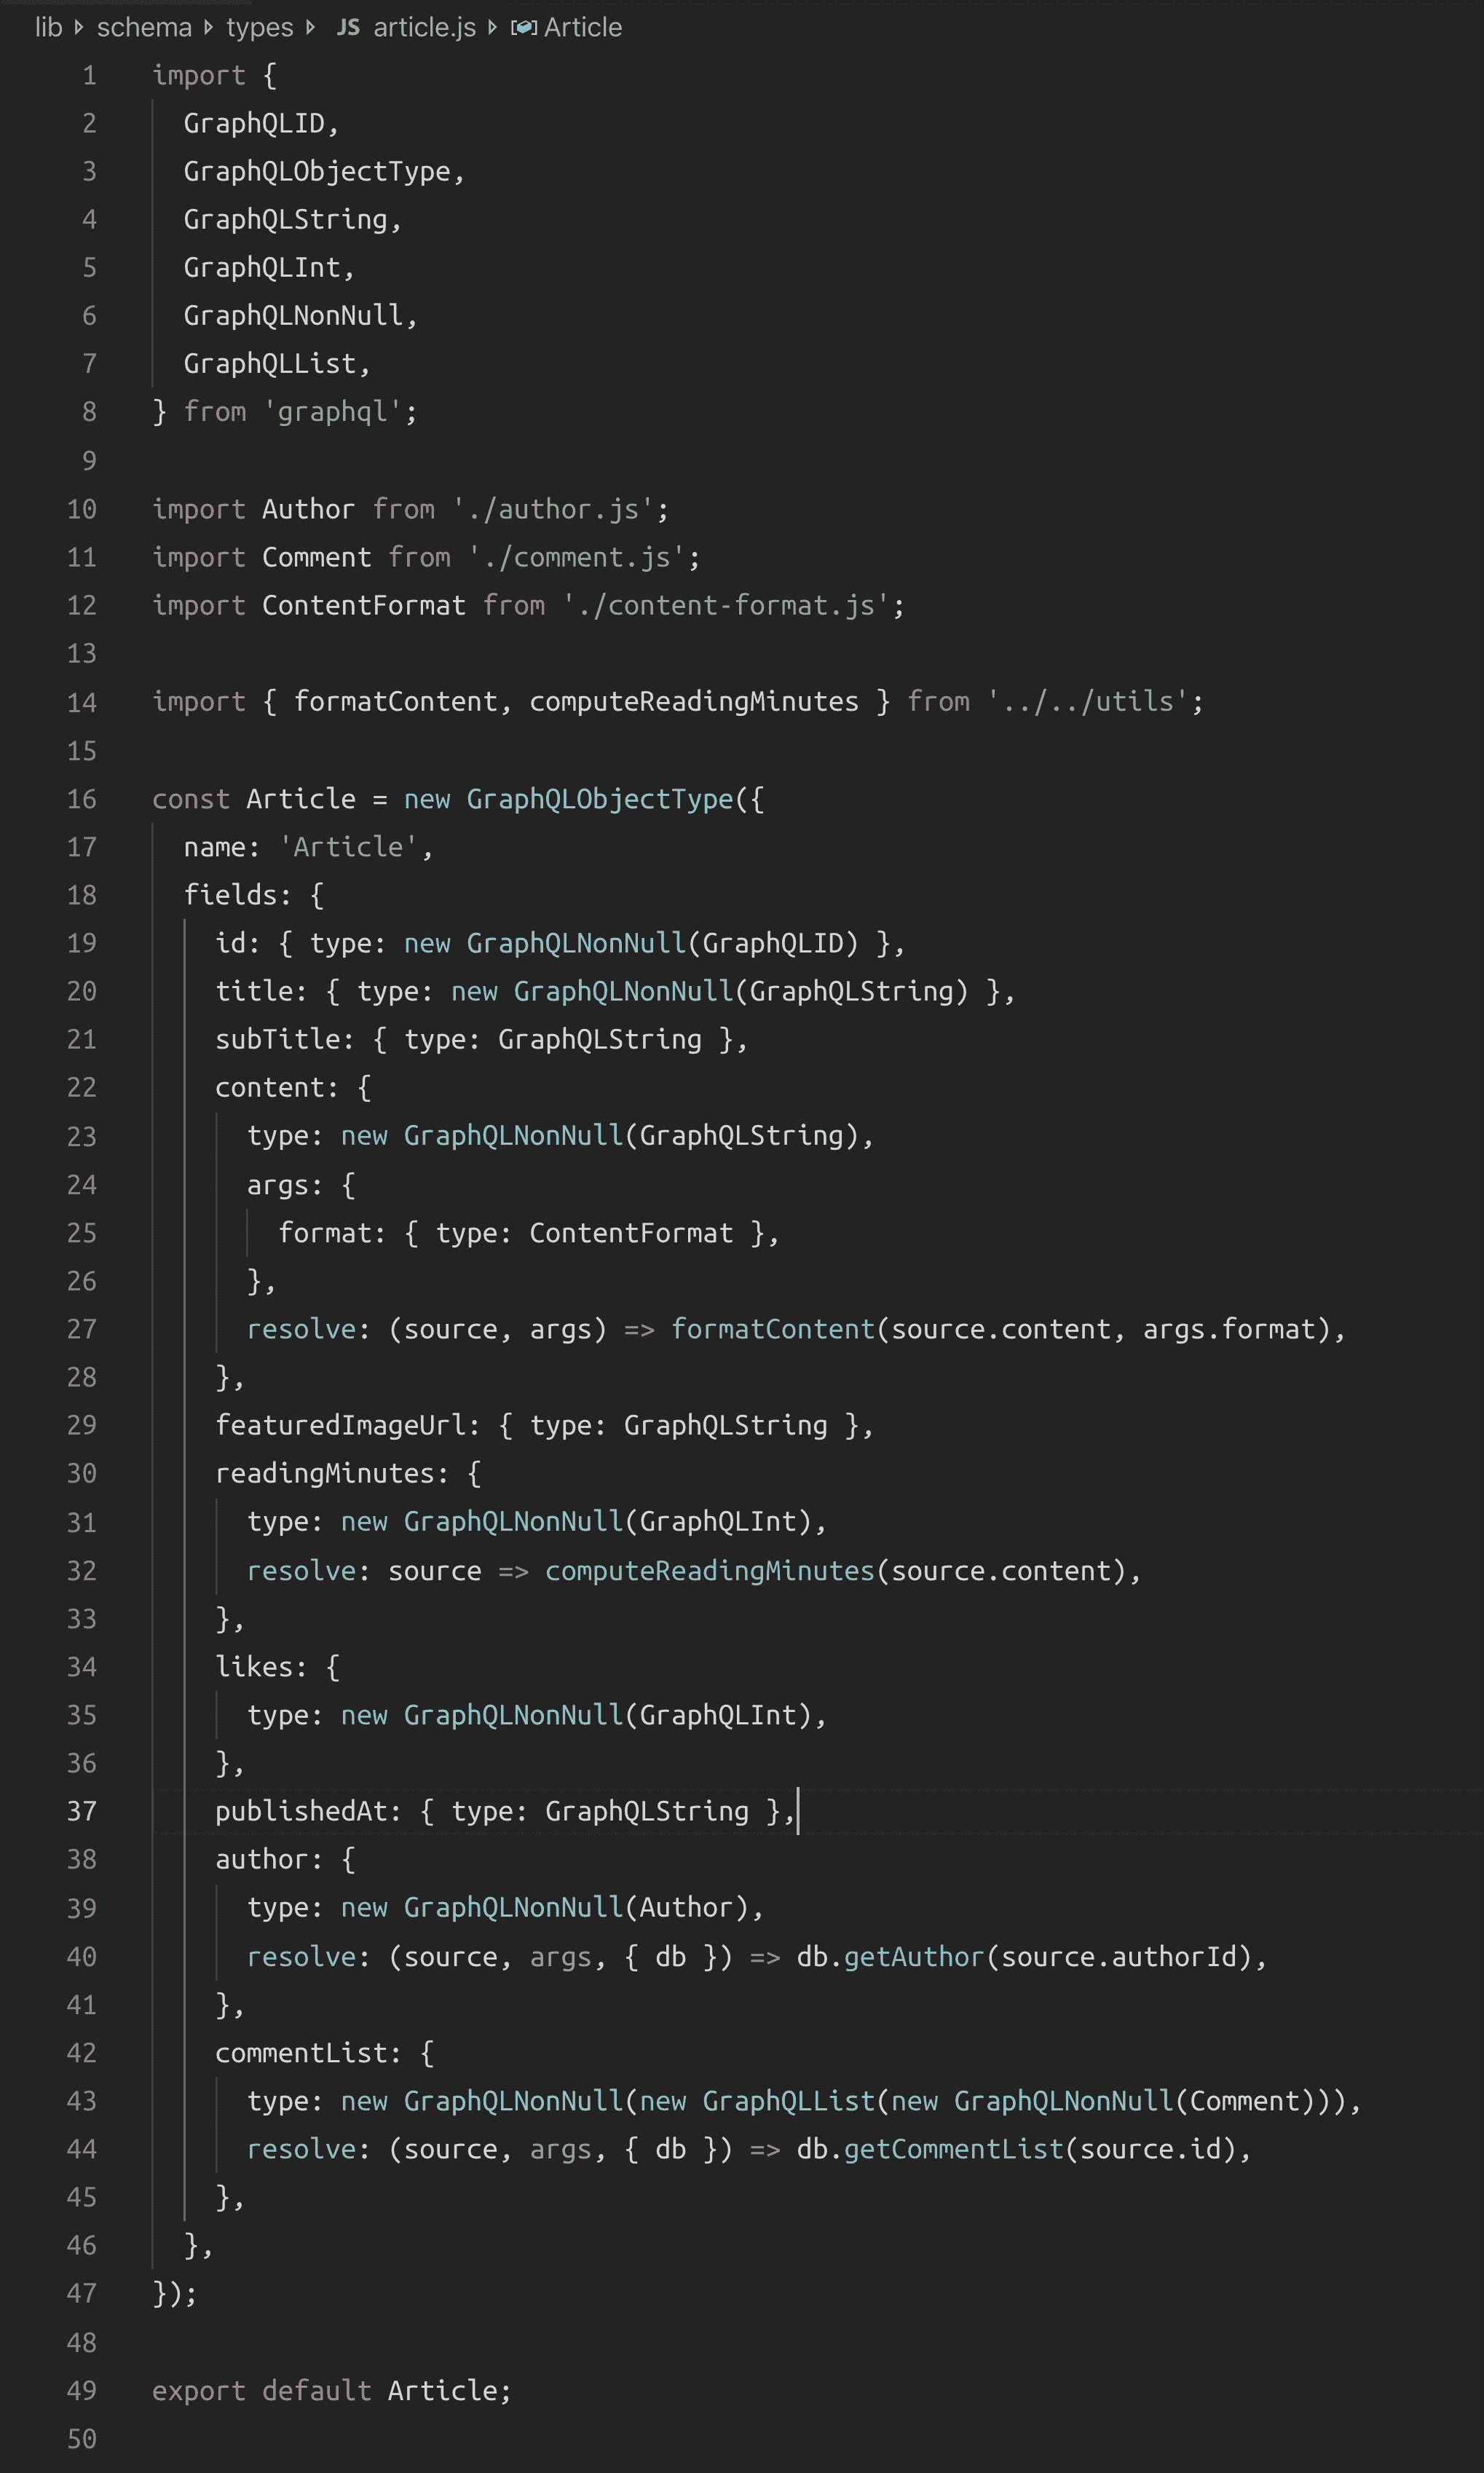 lib schema types JS article.js Article
1 import {
2 GraphQLID,
3 GraphQLObjectType,
4 GraphQLString,
5 GraphQLInt,
6 GraphQLNonNull,
7 GraphQLList,
8 } from 'graphql';
9
10 import Author from './author.js';
11 import Comment from './comment.js';
12 import ContentFormat from './content-format.js';
13
14 import { formatContent, computeReadingMinutes } from '../../utils';
15
16 const Article = new GraphQLObjectType({
17 name: 'Article',
18 fields: {
19 id: { type: new GraphQLNonNull(GraphQLID) },
20 title: { type: new GraphQLNonNull(GraphQLString) },
21 subTitle: { type: GraphQLString },
22 content: {
23 type: new GraphQLNonNull(GraphQLString),
24 args: {
25 format: { type: ContentFormat },
26 },
27 resolve: (source, args) => formatContent(source.content, args.format),
28 },
29 featuredImageUrl: { type: GraphQLString },
30 readingMinutes: {
31 type: new GraphQLNonNull(GraphQLInt),
32 resolve: source => computeReadingMinutes(source.content),
33 },
34 likes: {
35 type: new GraphQLNonNull(GraphQLInt),
36 },
37 publishedAt: { type: GraphQLString },
38 author: {
39 type: new GraphQLNonNull(Author),
40 resolve: (source, args, { db }) => db.getAuthor(source.authorId),
41 },
42 commentList: {
43 type: new GraphQLNonNull(new GraphQLList(new GraphQLNonNull(Comment))),
44 resolve: (source, args, { db }) => db.getCommentList(source.id),
45 },
46 },
47 });
48
49 export default Article;
50